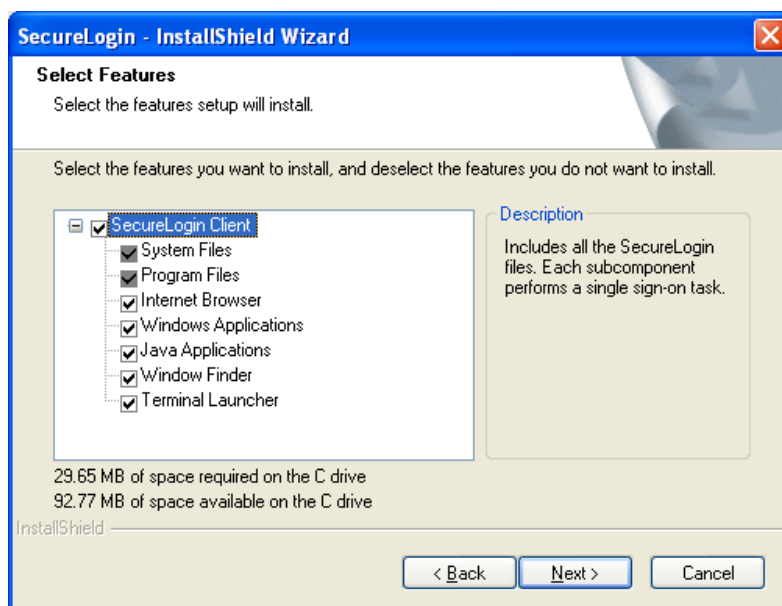 SecureLogin - InstallShield Wizard
Select Features
Select the features setup will install.
Select the features you want to install, and deselect the features you do not want to install.
SecureLogin Client
System Files
Program Files
Internet Browser
Windows Applications
Java Applications
Window Finder
Terminal Launcher
Description
Includes all the SecureLogin
files. Each subcomponent
performs a single sign-on task.
29.65 MB of space required on the C drive
92.77 MB of space available on the C drive
InstallShield
< Back
Next >
Cancel